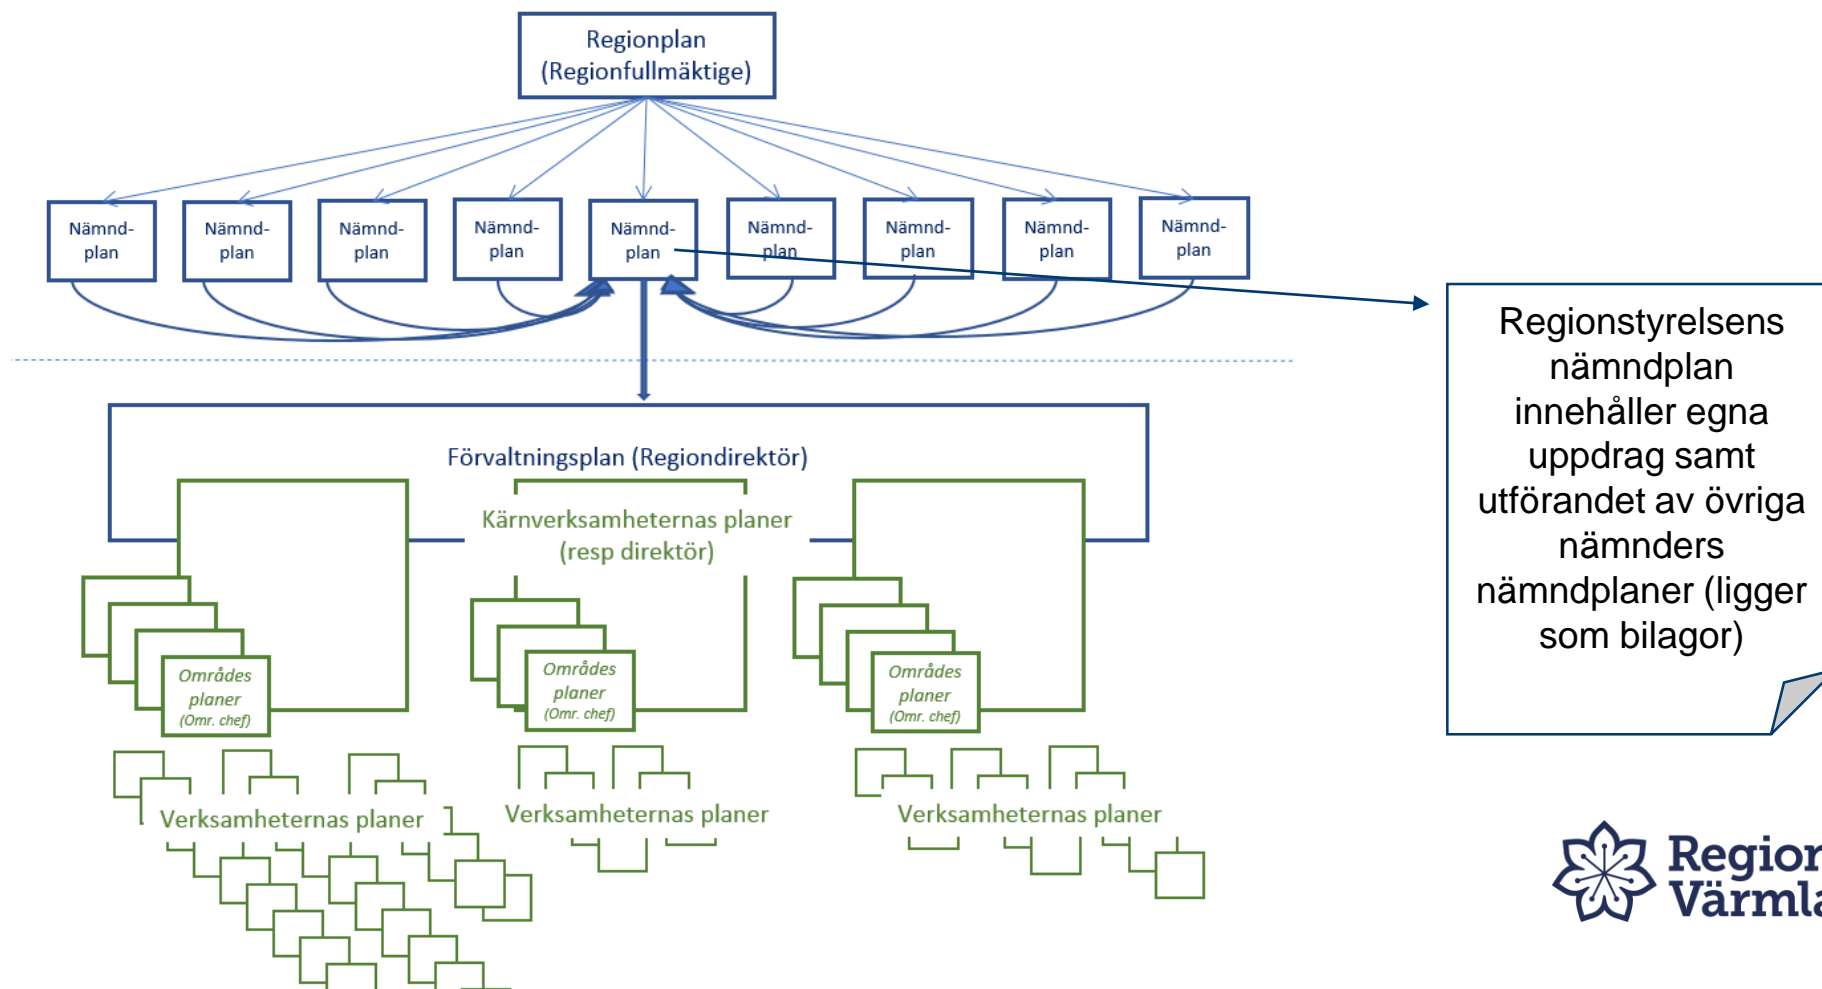 Regionplan
(Regionfullmäktige)
Nämnd-
plan
Nämnd-
plan
Nämnd-
plan
Nämnd-
plan
Nämnd-
plan
Nämnd-
plan
Nämnd-
plan
Nämnd-
plan
Nämnd-
plan
Regionstyrelsens
nämndplan
innehåller egna
uppdrag samt
utförandet av övriga
nämnders
nämndplaner (ligger
som bilagor)
Förvaltningsplan (Regiondirektör)
Kärnverksamheternas planer
(resp direktör)
Områdes
planer
(Omr. chef)
Områdes
planer
(Omr. chef)
Områdes
planer
(Omr. chef)
Verksamheternas planer
Verksamheternas planer
Verksamheternas planer
Region
Värmla